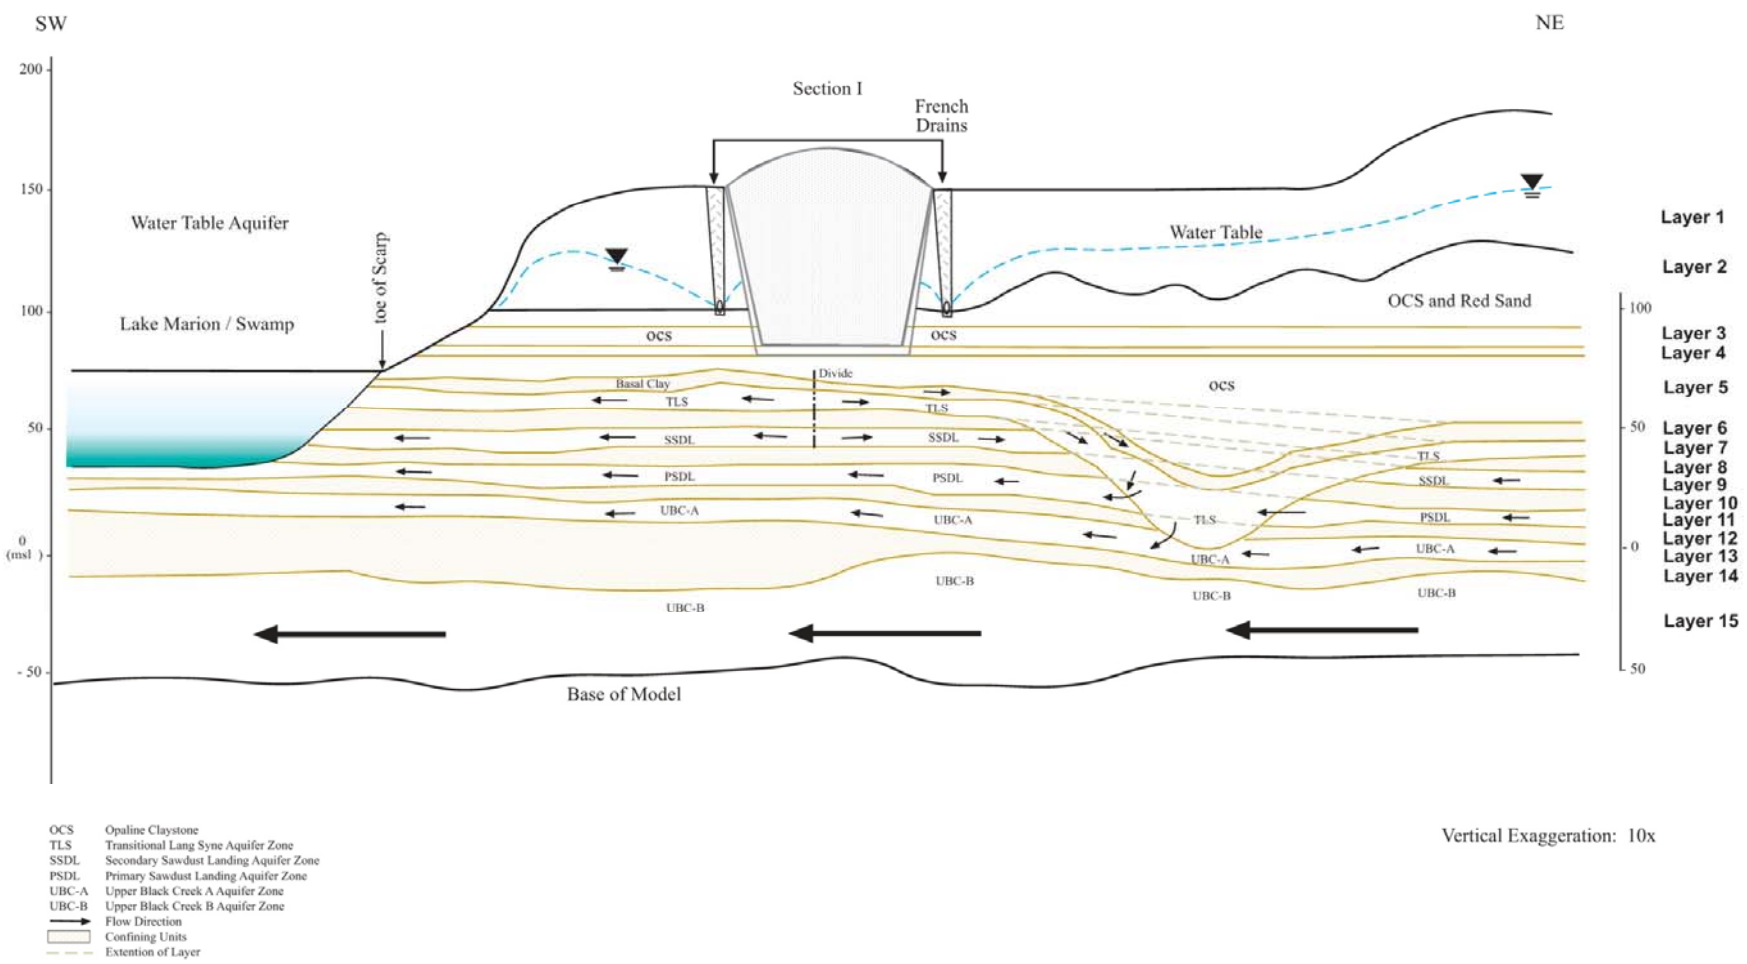 SW
NE
200
Section I
French
Drains
150
Water Table Aquifer
toe of Scarp
Water Table
Layer 1
Layer 2
100
OCS and Red Sand
100
Lake Marion / Swamp
ocs
ocs
Layer 3
Layer 4
Divide
Basal Clay
ocs
Layer 5
TLS
TLS
50
50
Layer 6
SSDL
SSDL
Layer 7
TLS
Layer 8
PSDL
PSDL
SSDL
Layer 9
Layer 10
UBC-A
UBC-A
TLS
PSDL
Layer 11
0
(msl )
0
Layer 12
UBC-A
UBC-A
Layer 13
UBC-B
Layer 14
UBC-B
UBC-B
UBC-B
Layer 15
- 50
50
Base of Model
OCS Opaline Claystone
TLS Transitional Lang Syne Aquifer Zone
SSDL Secondary Sawdust Landing Aquifer Zone
PSDL Primary Sawdust Landing Aquifer Zone
UBC-A Upper Black Creek A Aquifer Zone
UBC-B Upper Black Creek B Aquifer Zone
Flow Direction
Confining Units
Extention of Layer
Vertical Exaggeration: 10x